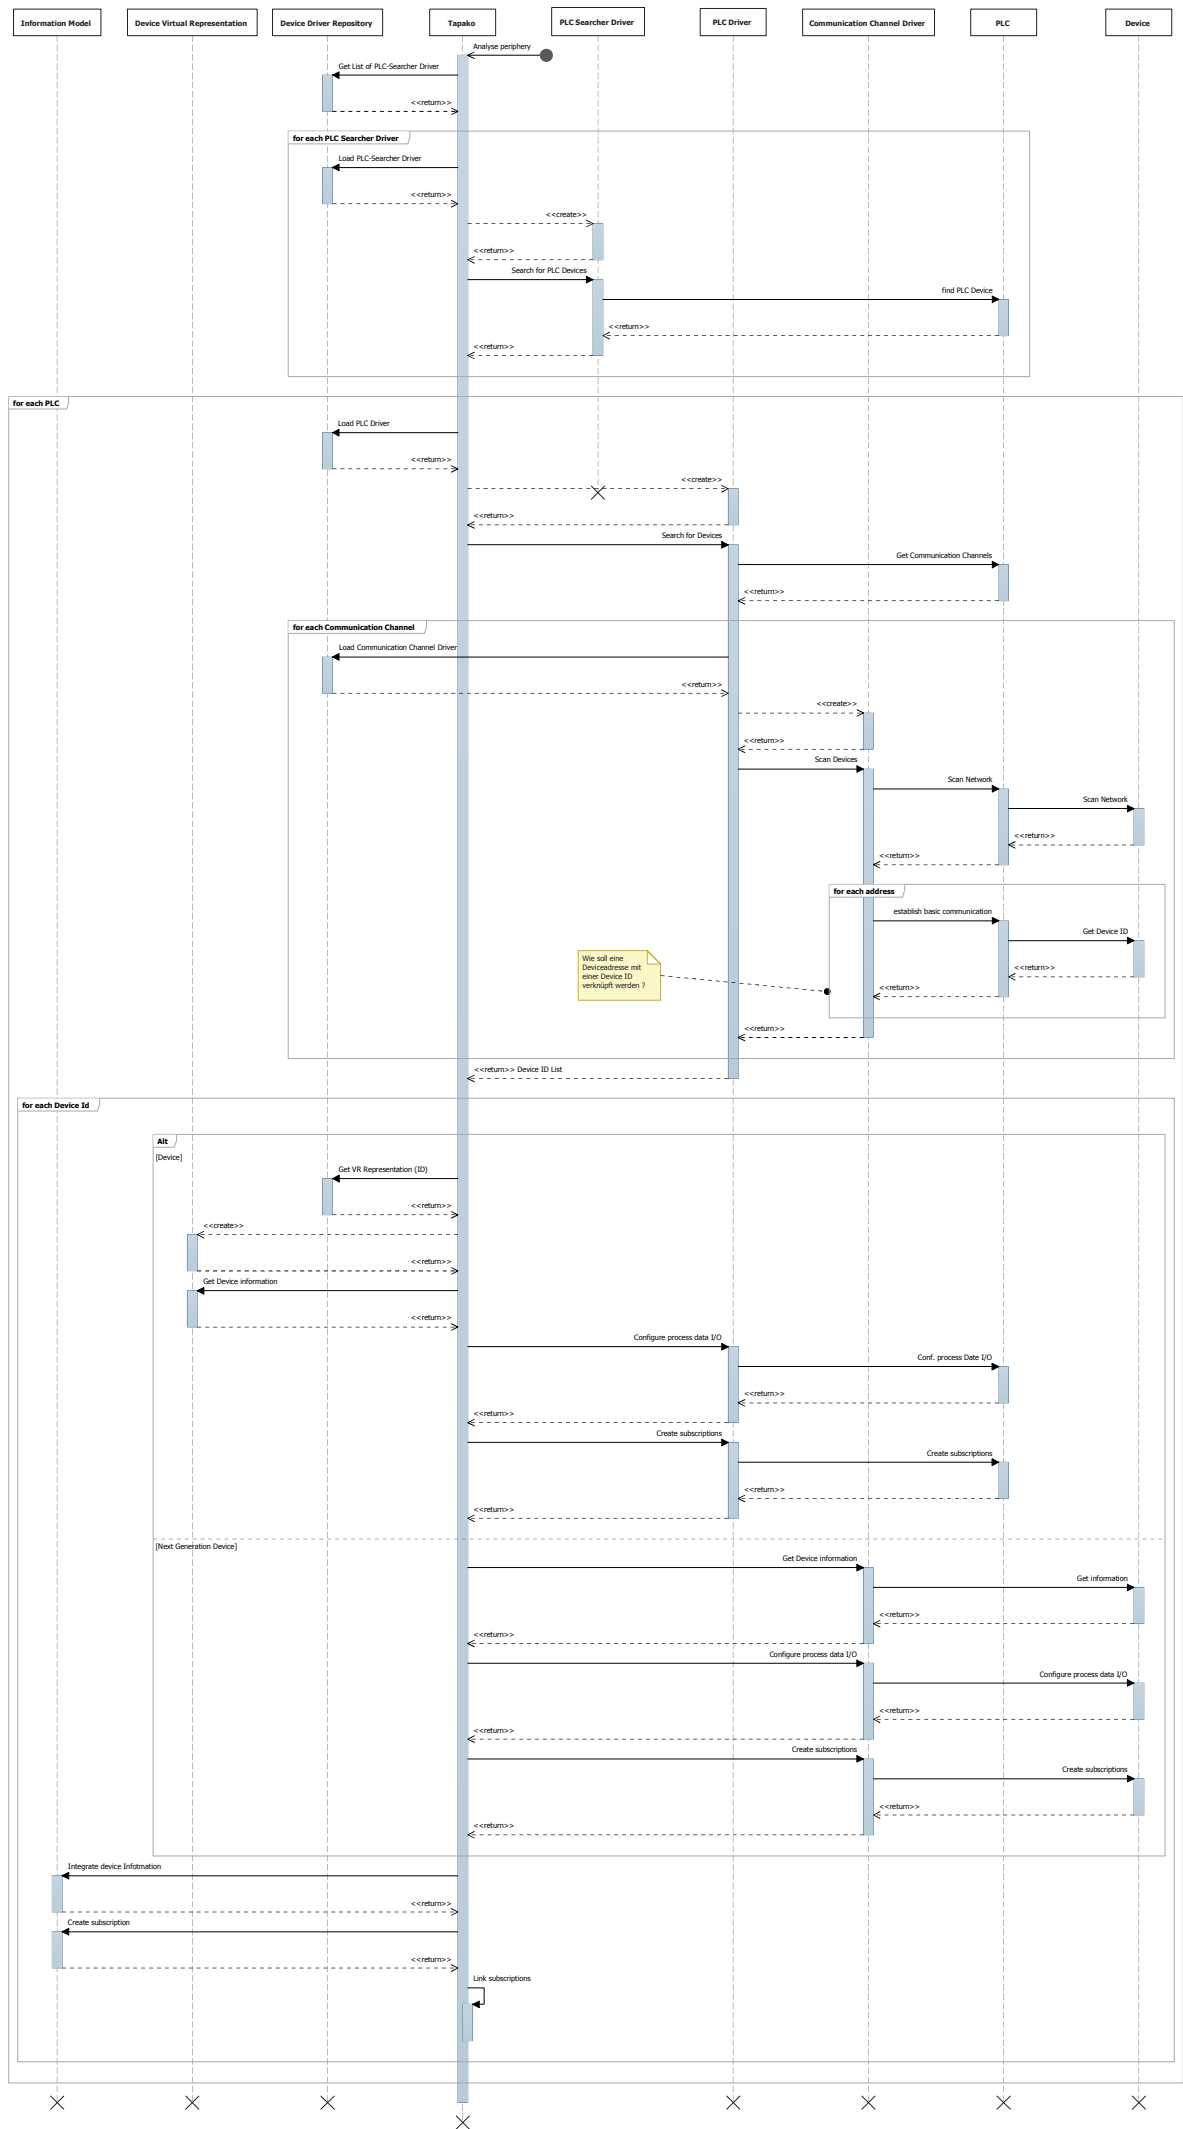 Information Model
Device Virtual Representation
Device Driver Repository
Tapako
PLC Searcher Driver
PLC Driver
Communication Channel Driver
PLC
Device
Analyse periphery
Get List of PLC-Searcher Driver
<<return>>
for each PLC Searcher Driver
Load PLC-Searcher Driver
<<return>>
<<create>>
<<return>>
Search for PLC Devices
find PLC Device
<<return>>
<<return>>
for each PLC
Load PLC Driver
<<return>>
<<create>>
<<return>>
Search for Devices
Get Communication Channels
<<return>>
for each Communication Channel
Load Communication Channel Driver
<<return>>
<<create>>
<<return>>
Scan Devices
Scan Network
Scan Network
<<return>>
<<return>>
for each address
establish basic communication
Get Device ID
Wie soll eine
Deviceadresse mit
einer Device ID
verknüpft werden ?
<<return>>
<<return>>
<<return>>
<<return>> Device ID List
for each Device Id
Alt
[Device]
Get VR Representation (ID)
<<return>>
<<create>>
<<return>>
Get Device information
<<return>>
Configure process data I/O
Conf. process Date I/O
<<return>>
<<return>>
Create subscriptions
Create subscriptions
<<return>>
<<return>>
[Next Generation Device]
Get Device information
Get information
<<return>>
<<return>>
Configure process data I/O
Configure process data I/O
<<return>>
<<return>>
Create subscriptions
Create subscriptions
<<return>>
<<return>>
Integrate device Infotmation
<<return>>
Create subscription
<<return>>
Link subscriptions